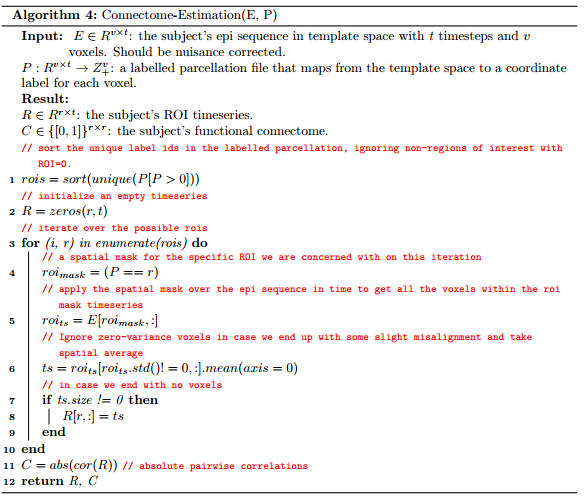 Algorithm 4: Connectome-Estimation(E, P)
Input: E ∈ R^{v×t}: the subject's epi sequence in template space with t timesteps and v
voxels. Should be nuisance corrected.
P : R^{v×t} → Z_+^v: a labelled parcellation file that maps from the template space to a coordinate
label for each voxel.
Result:
R ∈ R^{r×t}: the subject's ROI timeseries.
C ∈ {[0, 1]}^{r×r}: the subject's functional connectome.
// sort the unique label ids in the labelled parcellation, ignoring non-regions of interest with
ROI=0.
1 rois = sort(unique(P[P > 0]))
// initialize an empty timeseries
2 R = zeros(r, t)
// iterate over the possible rois
3 for (i, r) in enumerate(rois) do
// a spatial mask for the specific ROI we are concerned with on this iteration
4 roi_{mask} = (P == r)
// apply the spatial mask over the epi sequence in time to get all the voxels within the roi
mask timeseries
5 roi_{ts} = E[roi_{mask}, :]
// Ignore zero-variance voxels in case we end up with some slight misalignment and take
spatial average
6 ts = roi_{ts}[roi_{ts}.std()! = 0, :].mean(axis = 0)
// in case we end with no voxels
7 if ts.size != 0 then
8 R[r, :] = ts
9 end
10 end
11 C = abs(cor(R)) // absolute pairwise correlations
12 return R, C